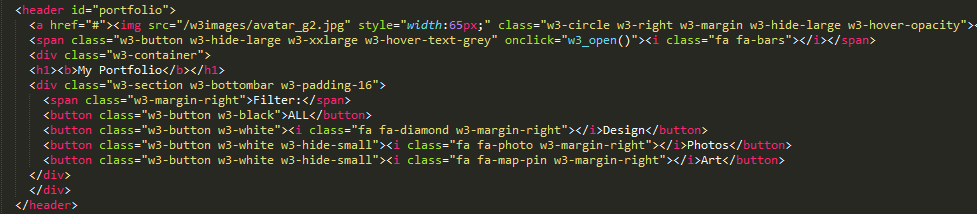 <header id="portfolio">
<a href="#"><img src="/w3images/avatar_g2.jpg" style="width:65px;" class="w3-circle w3-right w3-margin w3-hide-large w3-hover-opacity">
<span class="w3-button w3-hide-large w3-xxlarge w3-hover-text-grey" onclick="w3_open()"><i class="fa fa-bars"></i></span>
<div class="w3-container">
<h1><b>My Portfolio</b></h1>
<div class="w3-section w3-bottombar w3-padding-16">
<span class="w3-margin-right">Filter:</span>
<button class="w3-button w3-black">ALL</button>
<button class="w3-button w3-white"><i class="fa fa-diamond w3-margin-right"></i>Design</button>
<button class="w3-button w3-white w3-hide-small"><i class="fa fa-photo w3-margin-right"></i>Photos</button>
<button class="w3-button w3-white w3-hide-small"><i class="fa fa-map-pin w3-margin-right"></i>Art</button>
</div>
</div>
</header>